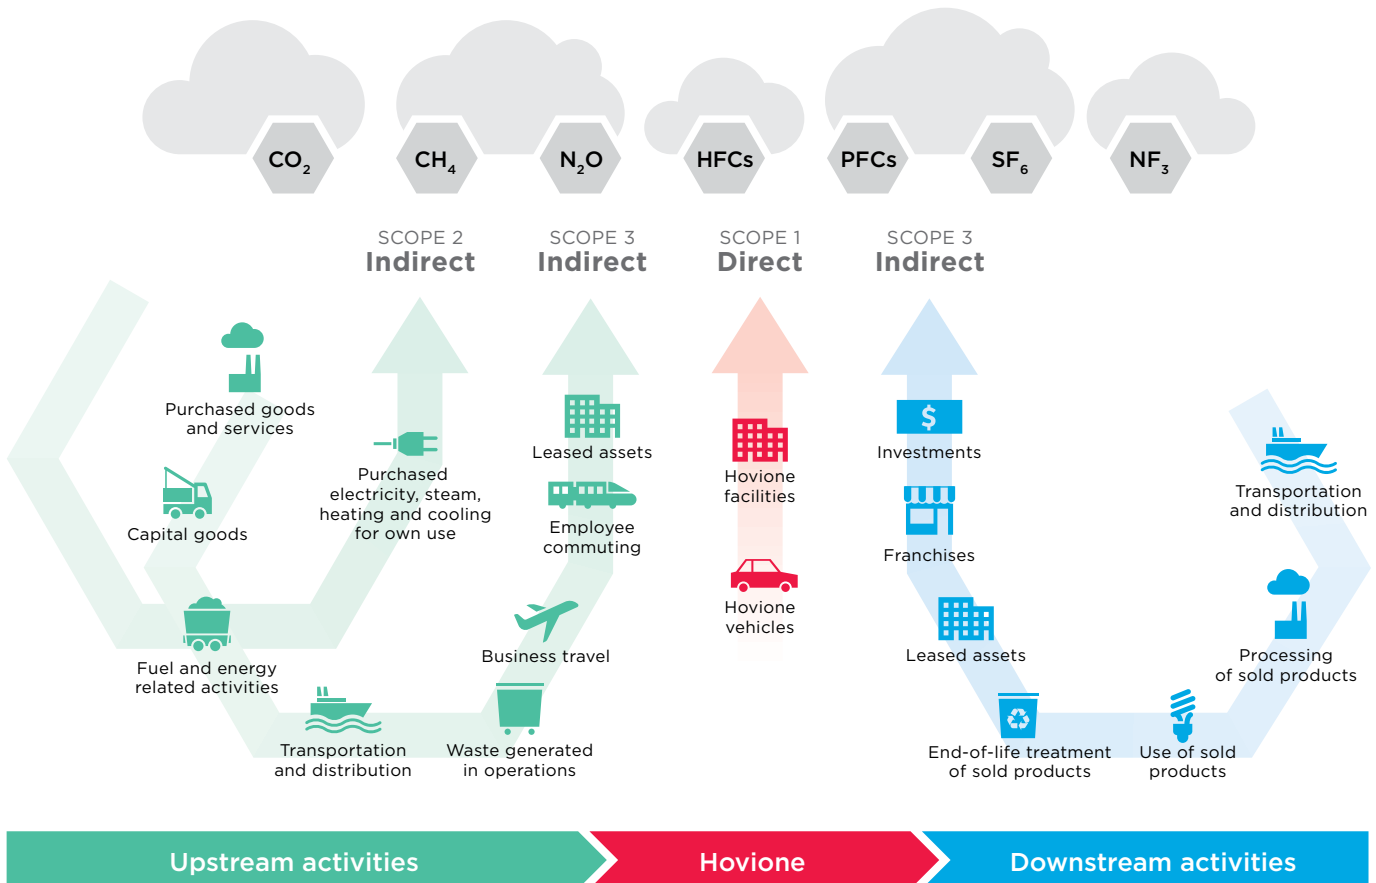 CO₂
CH₄
N₂O
HFCs
PFCs
SF₆
NF₃
SCOPE 2
Indirect
SCOPE 3
Indirect
SCOPE 1
Direct
SCOPE 3
Indirect
Purchased goods
and services
Capital goods
Fuel and energy
related activities
Purchased
electricity, steam,
heating and cooling
for own use
Transportation
and distribution
Waste generated
in operations
Business travel
Employee
commuting
Leased assets
Hovione
facilities
Hovione
vehicles
$
Investments
Franchises
Leased assets
End-of-life treatment
of sold products
Use of sold
products
Processing
of sold products
Transportation
and distribution
Upstream activities
Hovione
Downstream activities